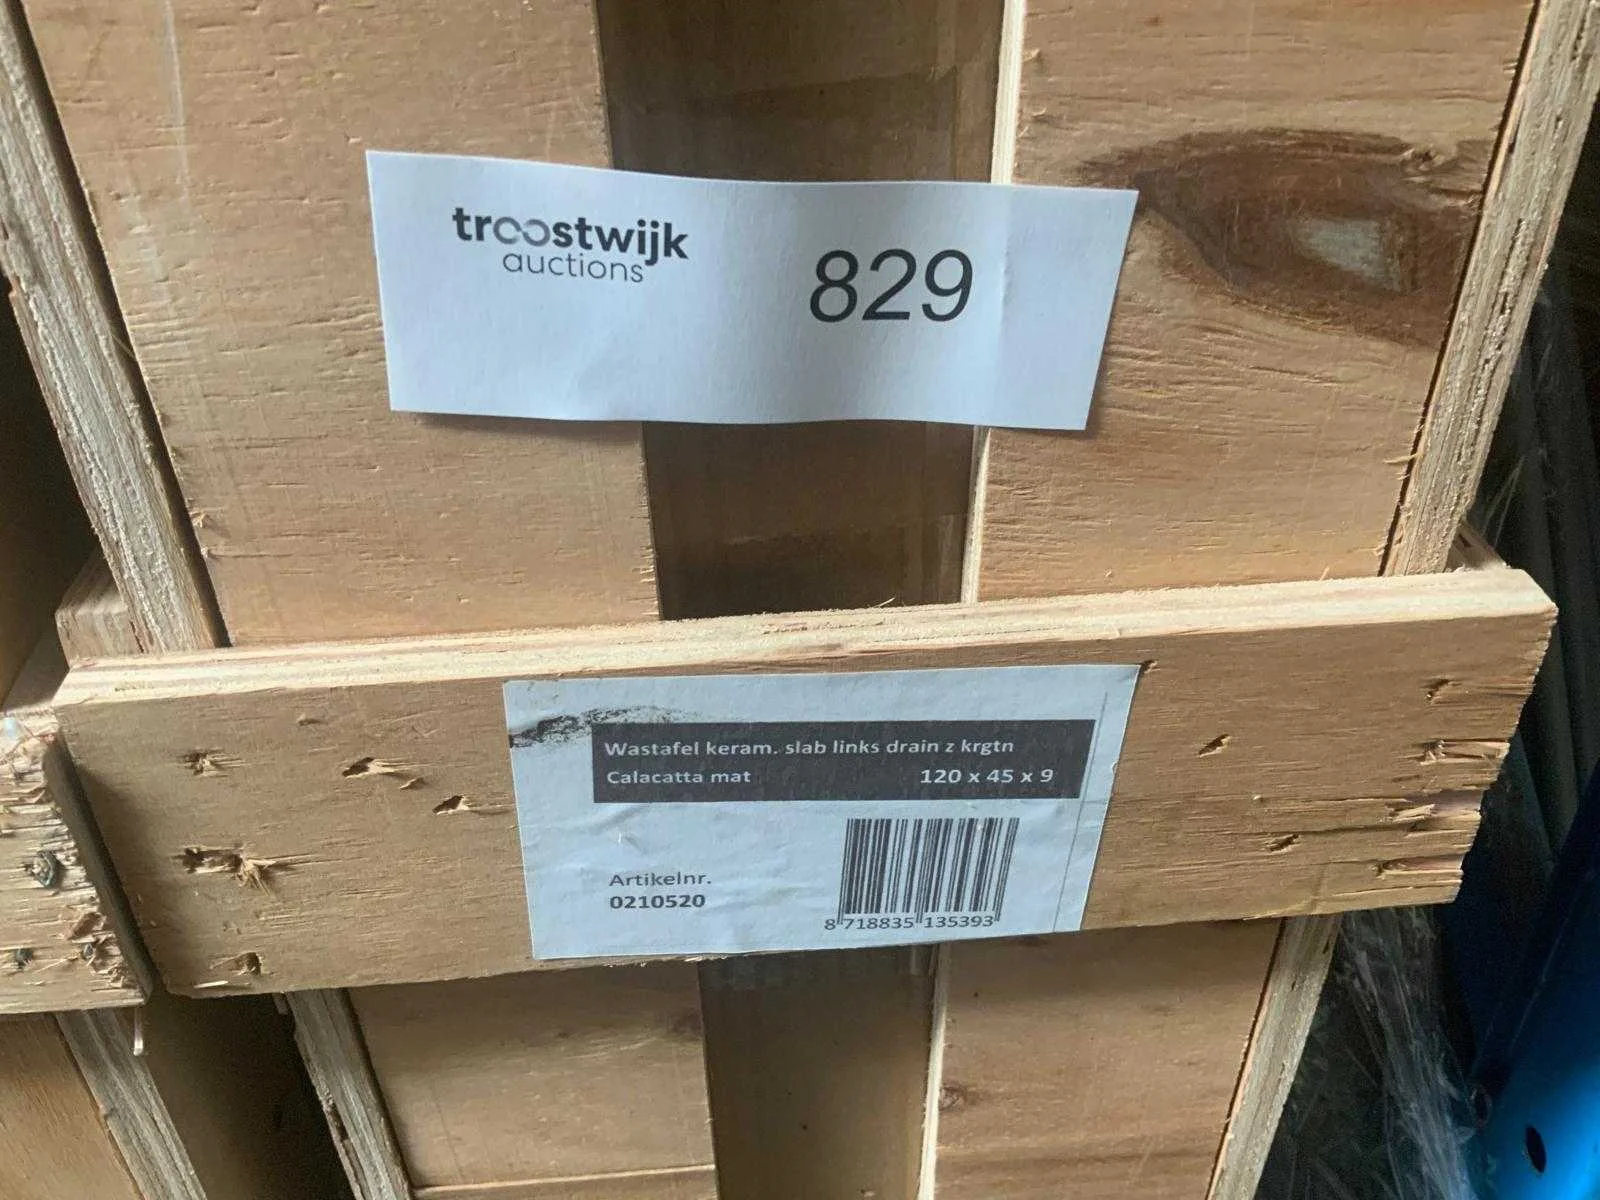 troostwijk
auctions
829
Wastafel keram. slab links drain z krgtn
Calacatta mat 120 x 45 x 9
Artikelnr.
0210520
8 718835 135393